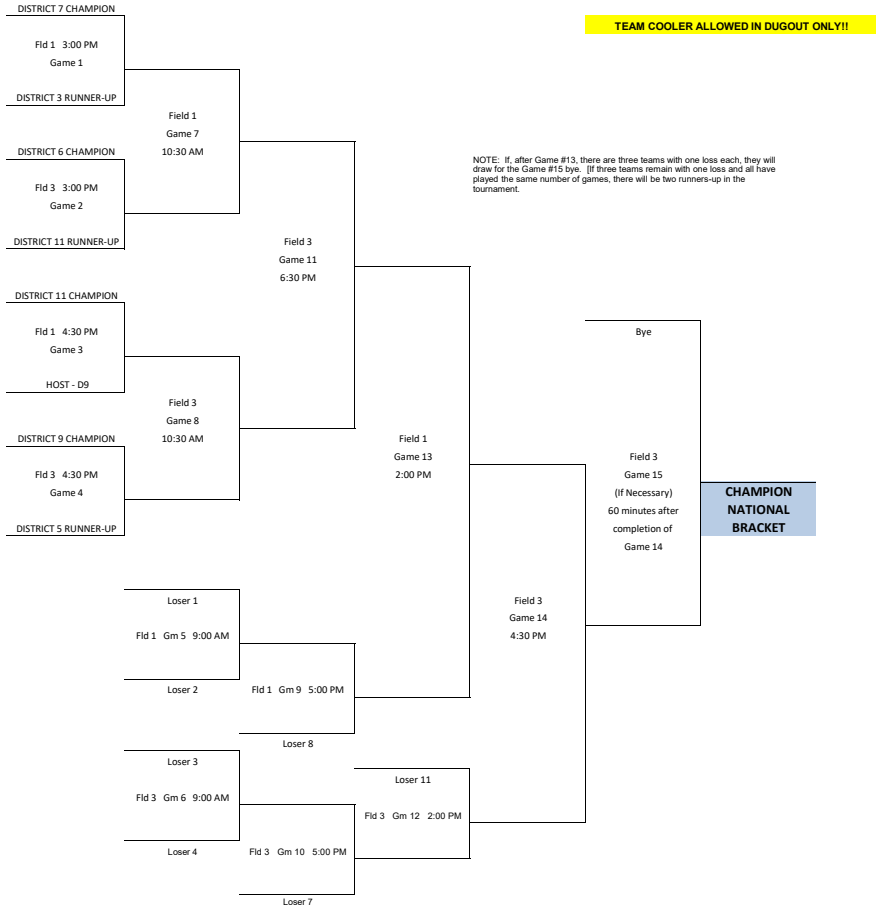 DISTRICT 7 CHAMPION
TEAM COOLER ALLOWED IN DUGOUT ONLY!!
Fld 1 3:00 PM
Game 1
DISTRICT 3 RUNNER-UP
Field 1
Game 7
10:30 AM
DISTRICT 6 CHAMPION
NOTE: If, after Game #13, there are three teams with one loss each, they will
draw for the Game #15 bye. [If three teams remain with one loss and all have
played the same number of games, there will be two runners-up in the
tournament.
Fld 3 3:00 PM
Game 2
DISTRICT 11 RUNNER-UP
Field 3
Game 11
6:30 PM
DISTRICT 11 CHAMPION
Fld 1 4:30 PM
Game 3
HOST - D9
Bye
Field 3
Game 8
10:30 AM
DISTRICT 9 CHAMPION
Fld 3 4:30 PM
Game 4
DISTRICT 5 RUNNER-UP
Field 1
Game 13
2:00 PM
Field 3
Game 15
(If Necessary)
60 minutes after
completion of
Game 14
CHAMPION
NATIONAL
BRACKET
Loser 1
Fld 1 Gm 5 9:00 AM
Loser 2
Field 3
Game 14
4:30 PM
Fld 1 Gm 9 5:00 PM
Loser 8
Loser 3
Fld 3 Gm 6 9:00 AM
Loser 4
Loser 11
Fld 3 Gm 12 2:00 PM
Fld 3 Gm 10 5:00 PM
Loser 7